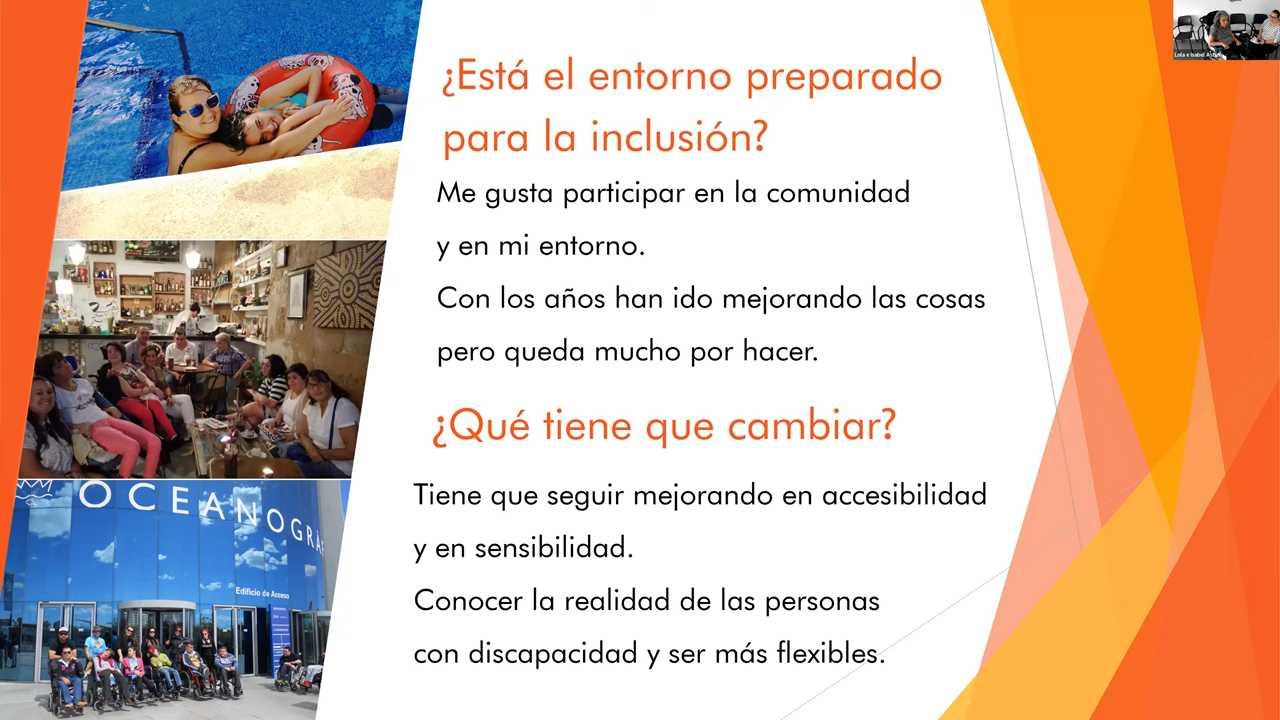 ¿Está el entorno preparado
para la inclusión?
Me gusta participar en la comunidad
y en mi entorno.
Con los años han ido mejorando las cosas
pero queda mucho por hacer.
¿Qué tiene que cambiar?
Tiene que seguir mejorando en accesibilidad
y en sensibilidad.
Conocer la realidad de las personas
con discapacidad y ser más flexibles.
OCEANOGRA
Edificio de Acceso
Lola e Isabel